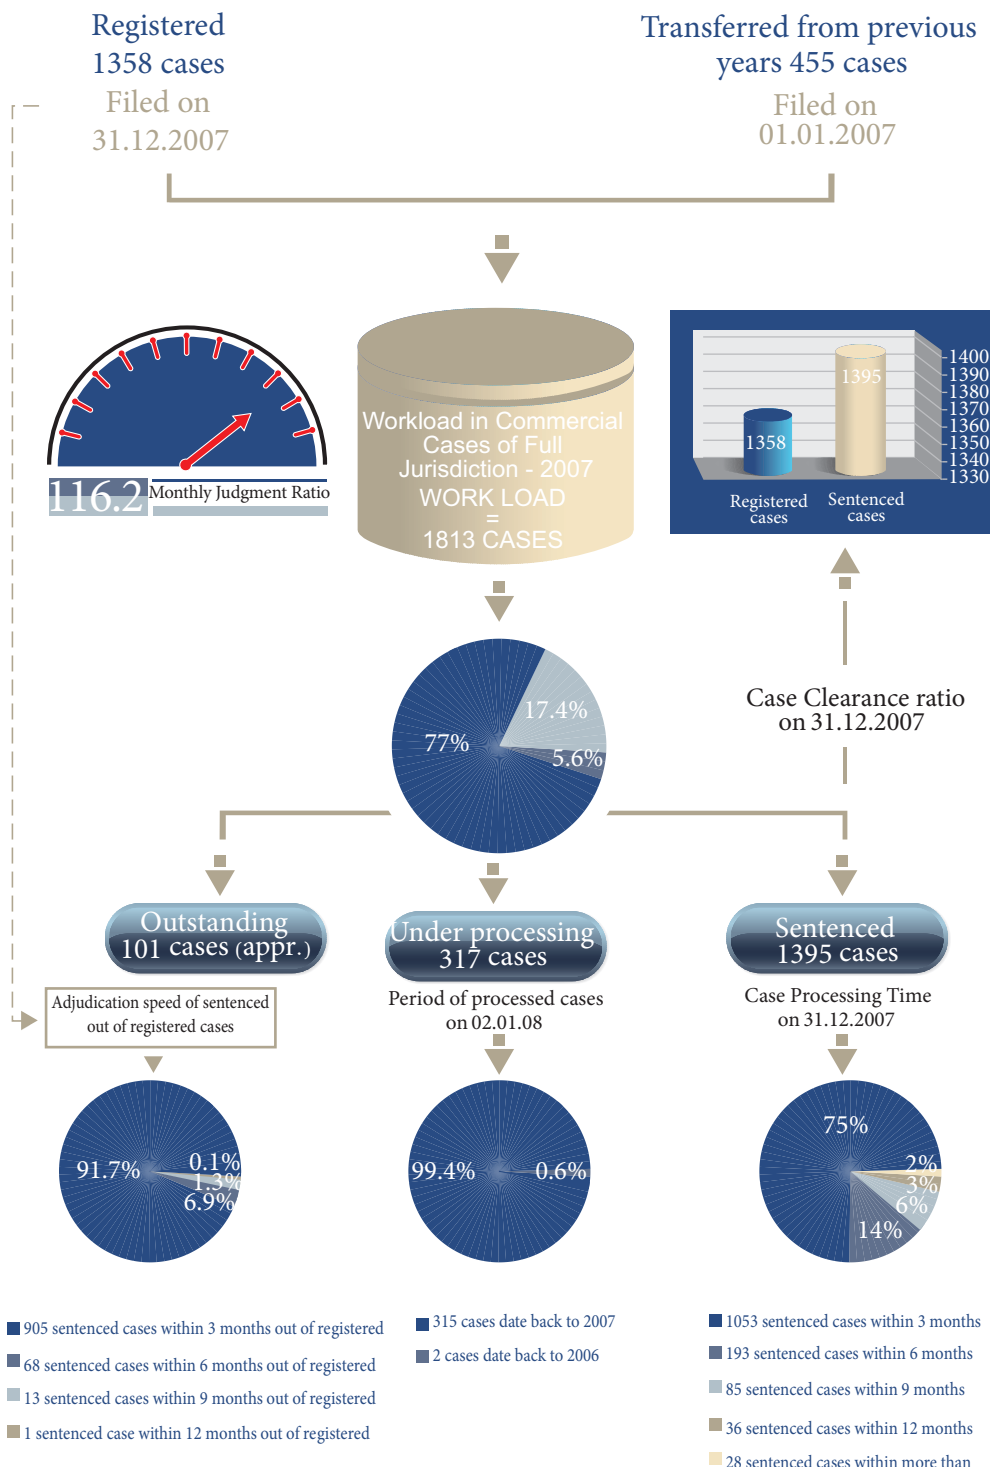 Registered
1358 cases
Filed on
31.12.2007
Transferred from previous
years 455 cases
Filed on
01.01.2007
116.2
Monthly Judgment Ratio
Workload in Commercial
Cases of Full
Jurisdiction - 2007
WORK LOAD
=
1813 CASES
1395
1358
1400
1390
1380
1370
1360
1350
1340
1330
Registered
cases
Sentenced
cases
77%
17.4%
5.6%
Case Clearance ratio
on 31.12.2007
Outstanding
101 cases (appr.)
Under processing
317 cases
Sentenced
1395 cases
Adjudication speed of sentenced
out of registered cases
Period of processed cases
on 02.01.08
Case Processing Time
on 31.12.2007
91.7%
0.1%
1.3%
6.9%
99.4%
0.6%
75%
2%
3%
6%
14%
905 sentenced cases within 3 months out of registered
68 sentenced cases within 6 months out of registered
13 sentenced cases within 9 months out of registered
1 sentenced case within 12 months out of registered
315 cases date back to 2007
2 cases date back to 2006
1053 sentenced cases within 3 months
193 sentenced cases within 6 months
85 sentenced cases within 9 months
36 sentenced cases within 12 months
28 sentenced cases within more than